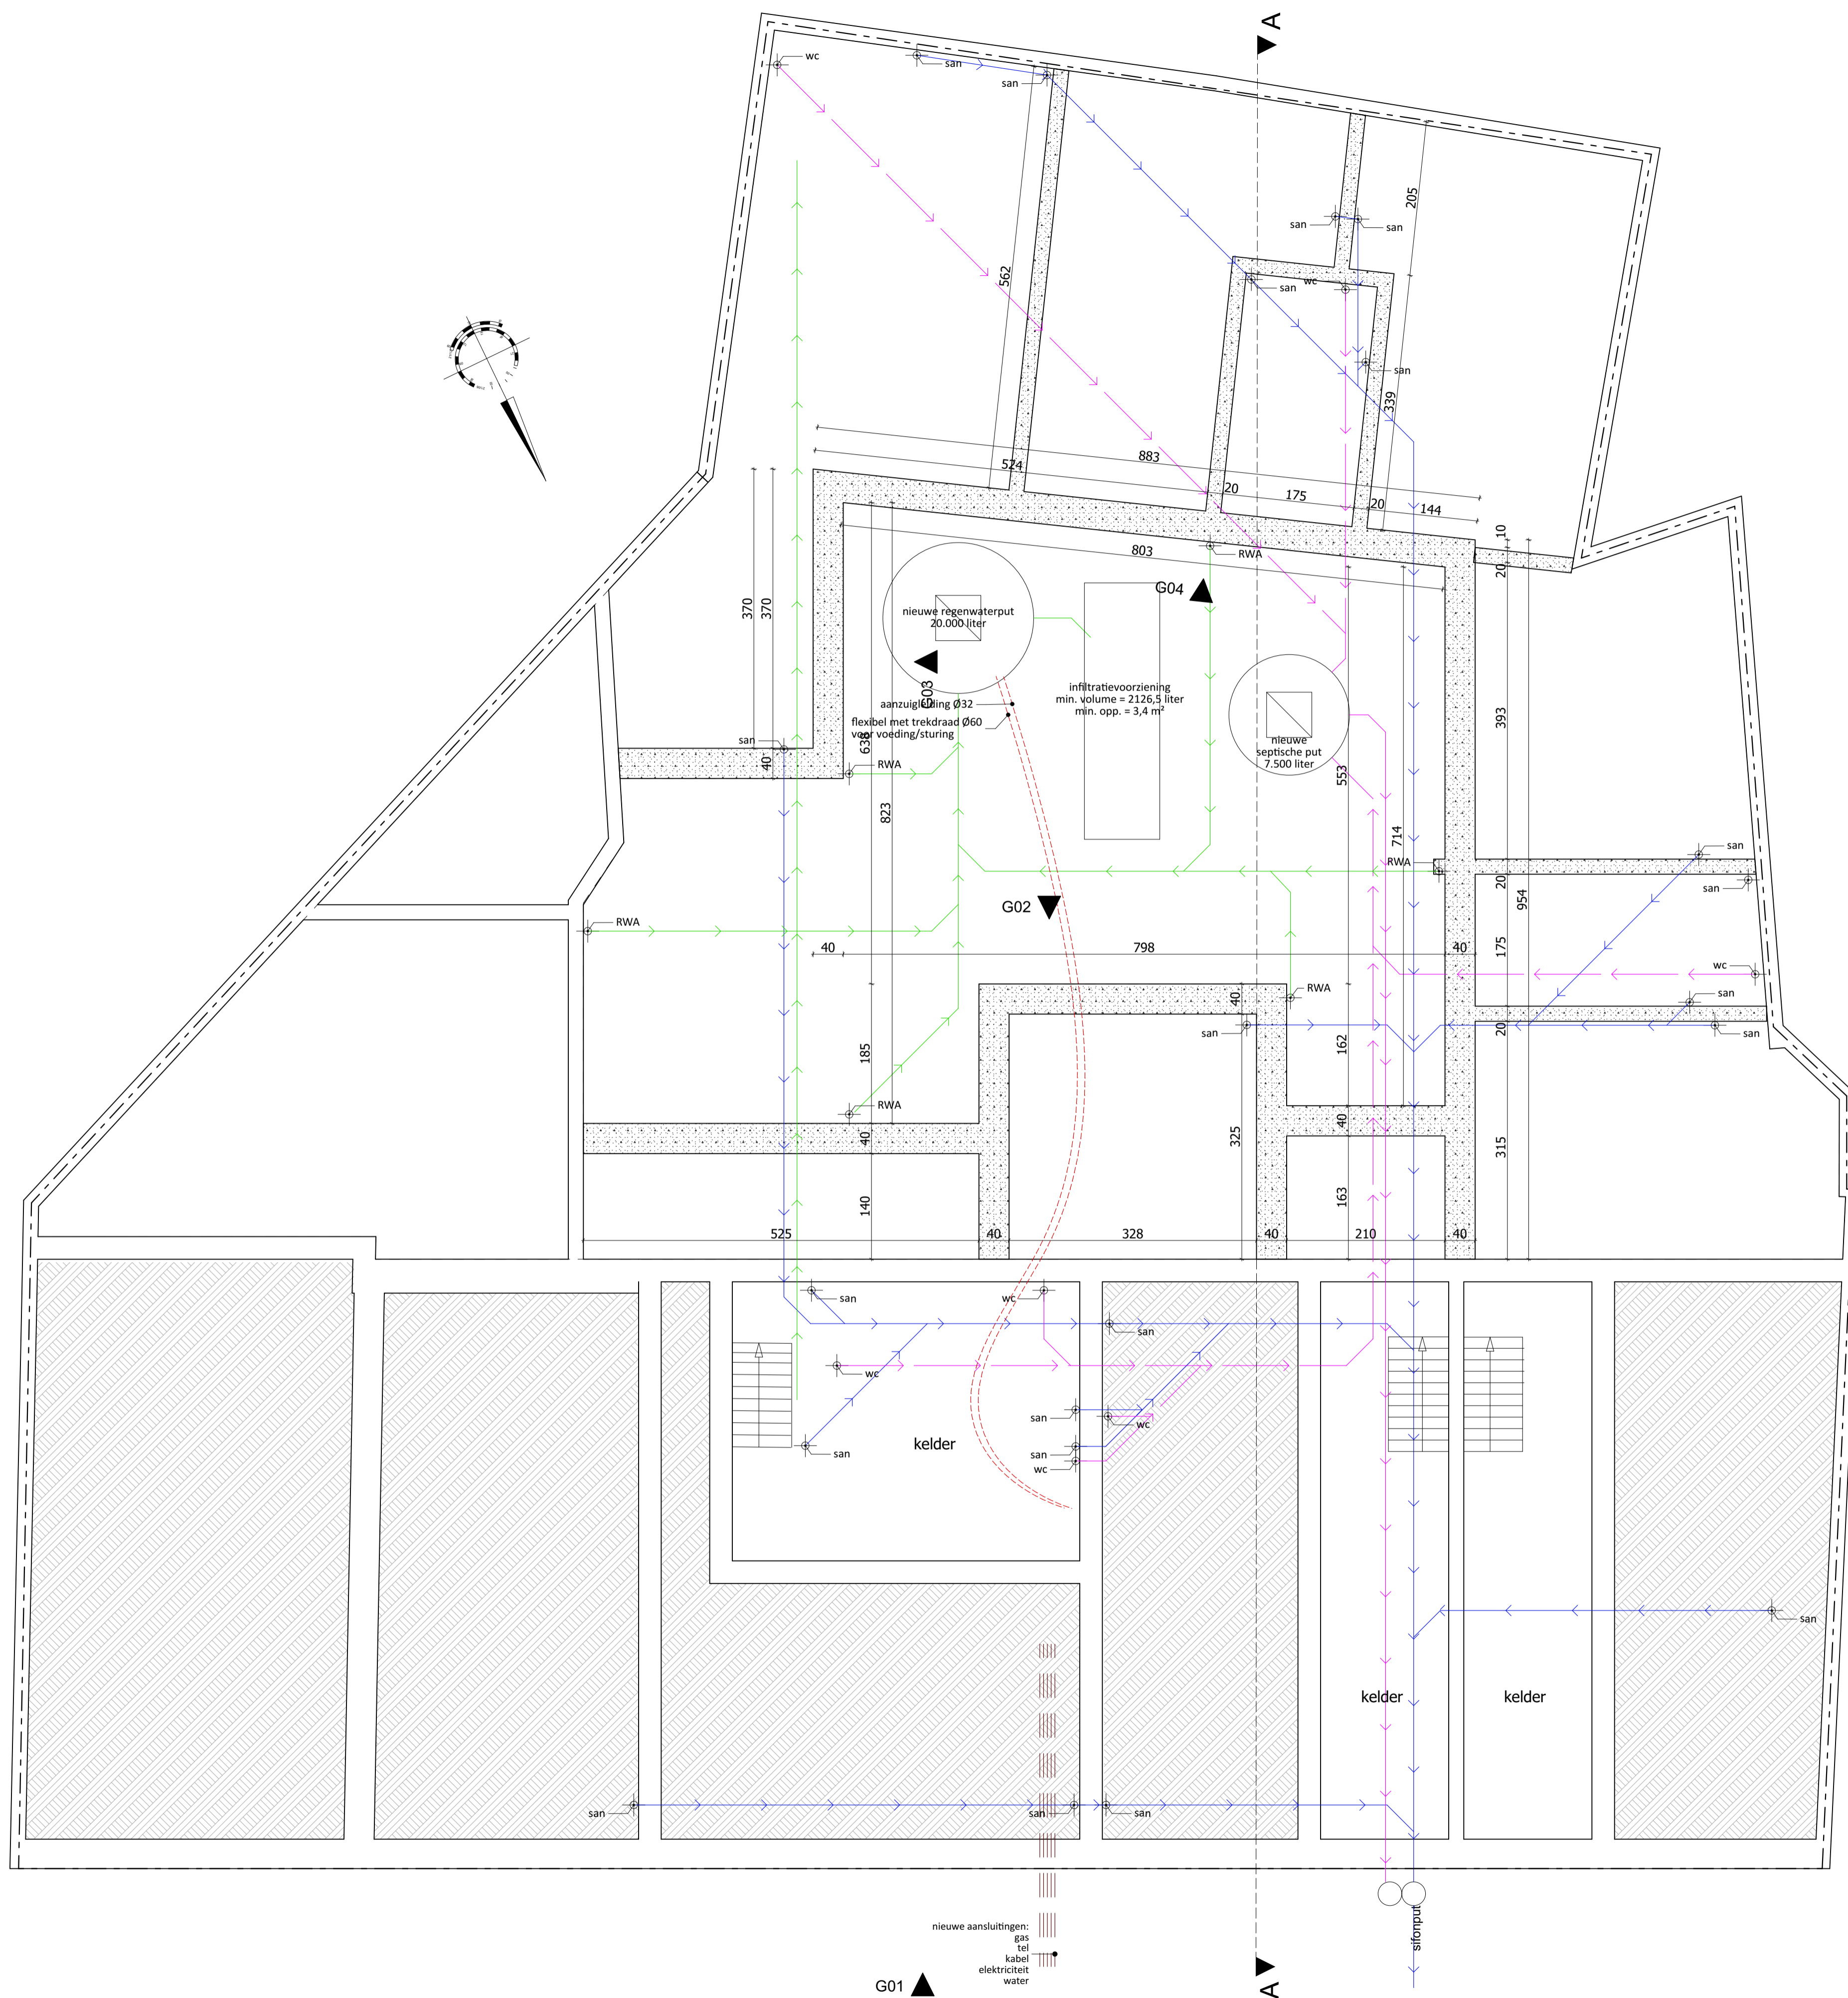 A
wc
san
san
205
san
san
562
san
wc
san
339
883
524
20
175
20
144
10
803
RWA
20
G04
370
370
nieuwe regenwaterput
20.000 liter
G03
infiltratievoorziening
min. volume = 2126,5 liter
min. opp. = 3,4 m²
aanzuigleiding Ø32
flexibel met trekdraad Ø60
voor voeding/sturing
393
san
638
nieuwe
septische put
7.500 liter
40
RWA
553
823
714
san
RWA
20
san
954
G02
RWA
40
798
40
175
wc
40
RWA
san
san
20
san
185
162
RWA
40
325
40
315
140
163
525
40
328
40
210
40
san
wc
san
wc
san
wc
san
kelder
san
wc
san
kelder
kelder
san
san
san
sifonput
nieuwe aansluitingen:
gas
tel
kabel
elektriciteit
water
G01
A